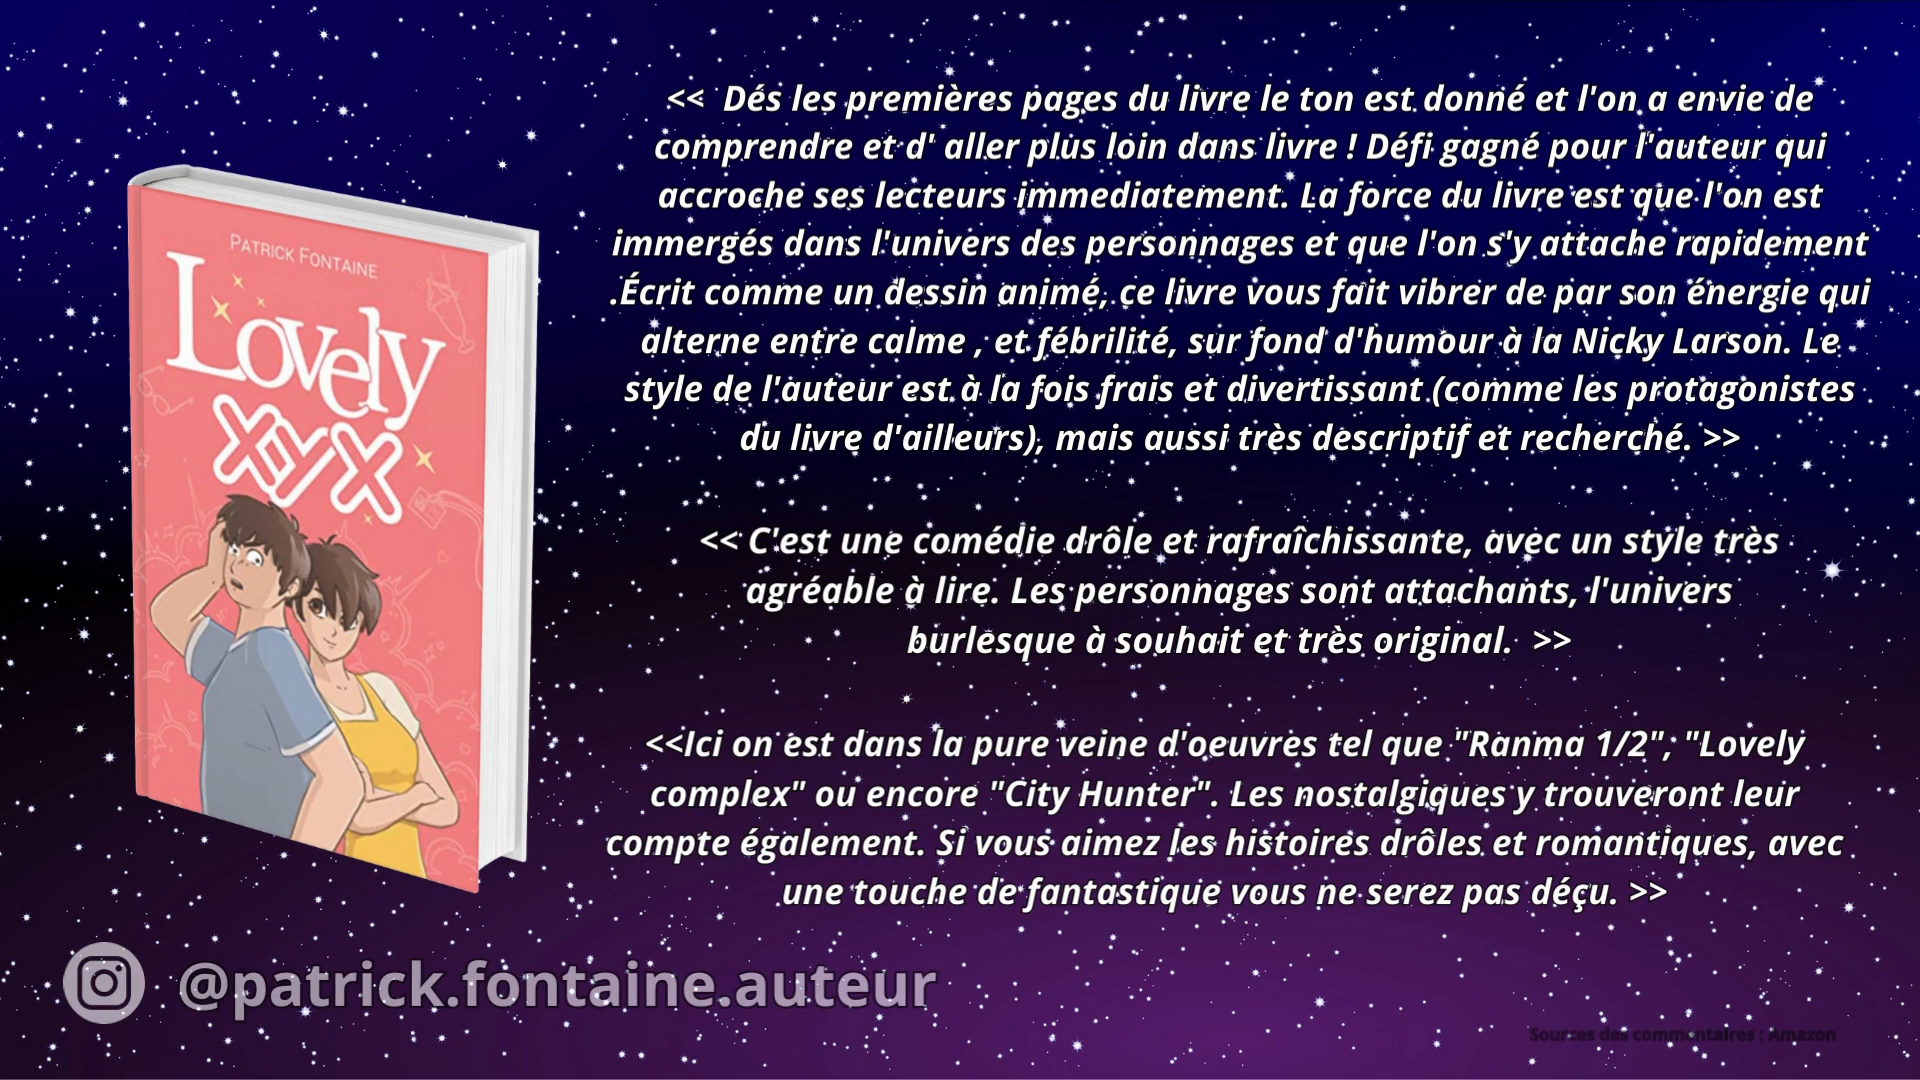 PATRICK FONTAINE
Lovely
XYX
<<  Dés les premières pages du livre le ton est donné et l'on a envie de
comprendre et d' aller plus loin dans livre ! Défi gagné pour l'auteur qui
accroche ses lecteurs immediatement. La force du livre est que l'on est
immergés dans l'univers des personnages et que l'on s'y attache rapidement
.Écrit comme un dessin animé, ce livre vous fait vibrer de par son énergie qui
alterne entre calme , et fébrilité, sur fond d'humour à la Nicky Larson. Le
style de l'auteur est à la fois frais et divertissant (comme les protagonistes
du livre d'ailleurs), mais aussi très descriptif et recherché. >>
<< C'est une comédie drôle et rafraîchissante, avec un style très
agréable à lire. Les personnages sont attachants, l'univers
burlesque à souhait et très original.  >>
<<Ici on est dans la pure veine d'oeuvres tel que "Ranma 1/2", "Lovely
complex" ou encore "City Hunter". Les nostalgiques y trouveront leur
compte également. Si vous aimez les histoires drôles et romantiques, avec
une touche de fantastique vous ne serez pas déçu. >>
@patrick.fontaine.auteur
Sources des commentaires : Amazon